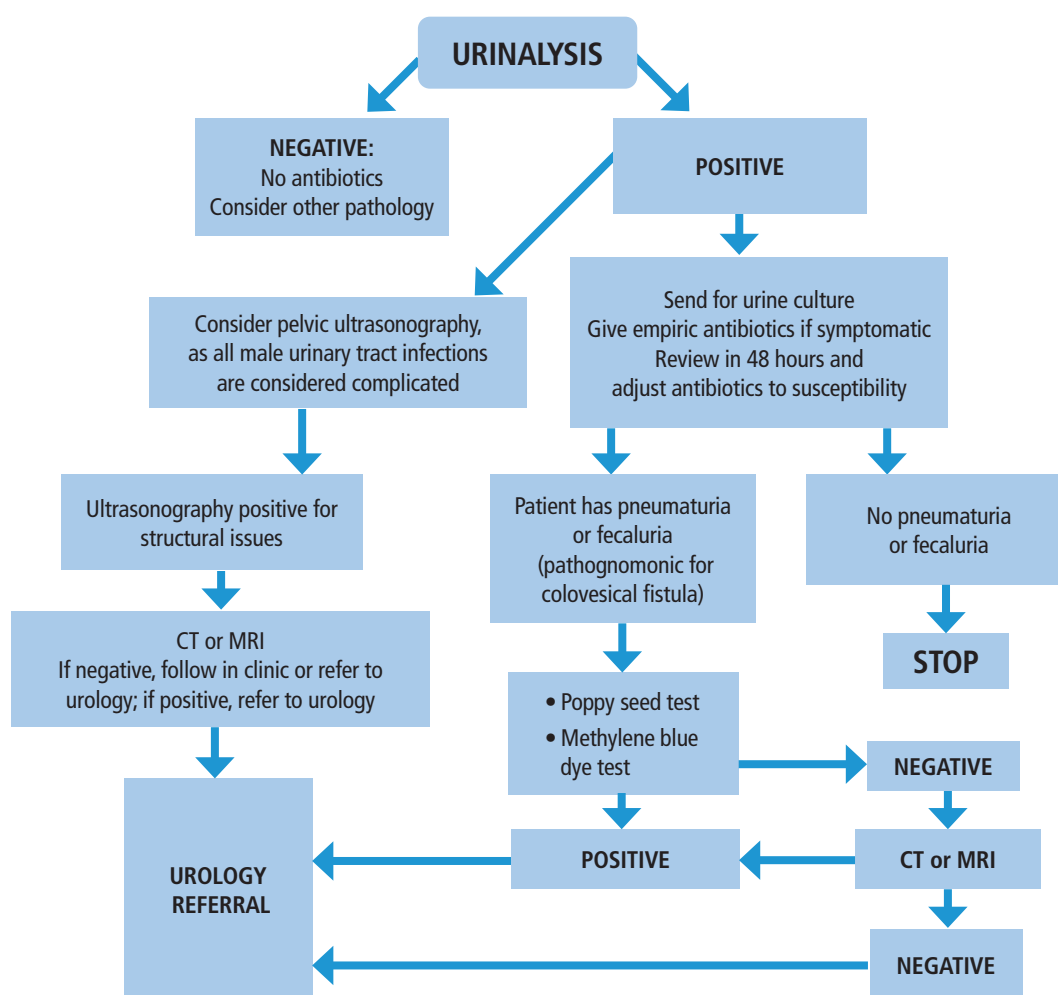 URINALYSIS
NEGATIVE:
No antibiotics
Consider other pathology
POSITIVE
Consider pelvic ultrasonography,
as all male urinary tract infections
are considered complicated
Send for urine culture
Give empiric antibiotics if symptomatic
Review in 48 hours and
adjust antibiotics to susceptibility
Ultrasonography positive for
structural issues
Patient has pneumaturia
or fecaluria
(pathognomonic for
colovesical fistula)
No pneumaturia
or fecaluria
CT or MRI
If negative, follow in clinic or refer to
urology; if positive, refer to urology
STOP
• Poppy seed test
• Methylene blue
dye test
NEGATIVE
UROLOGY
REFERRAL
POSITIVE
CT or MRI
NEGATIVE